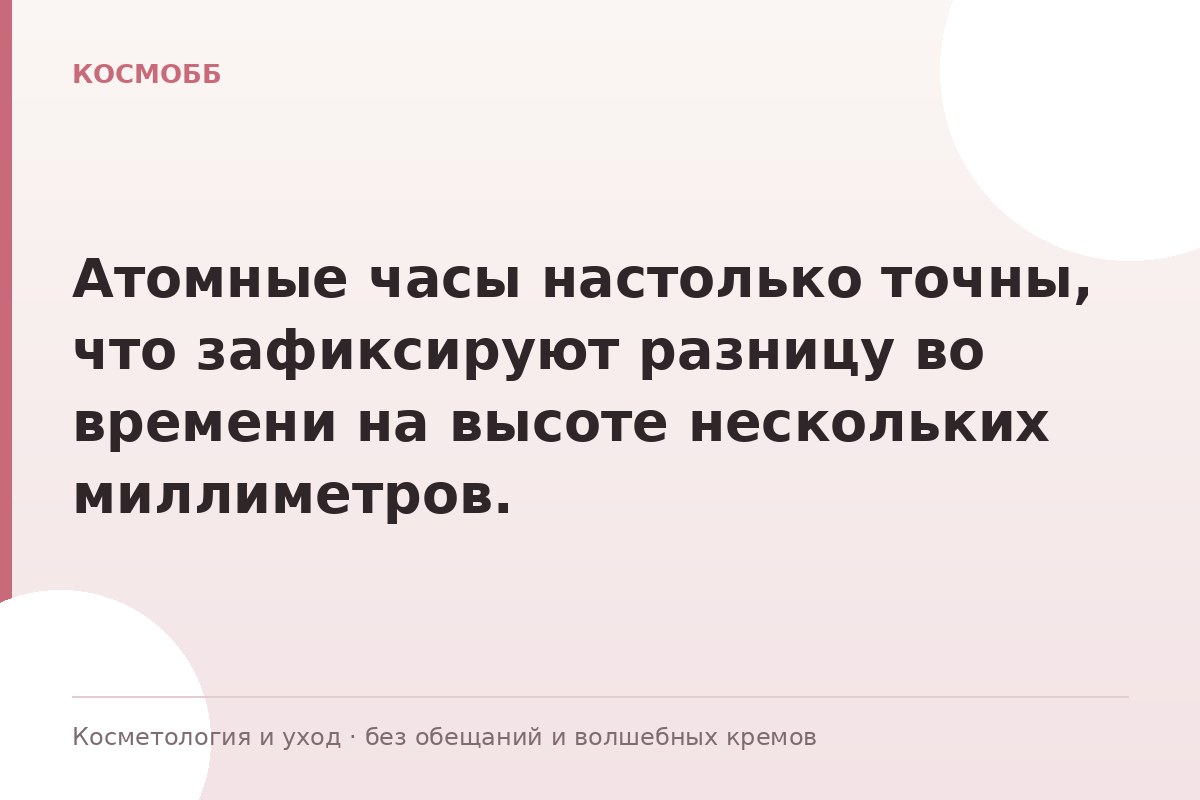 КОСМОББ
Атомные часы настолько точны,
что зафиксируют разницу во
времени на высоте нескольких
миллиметров.
Косметология и уход · без обещаний и волшебных кремов